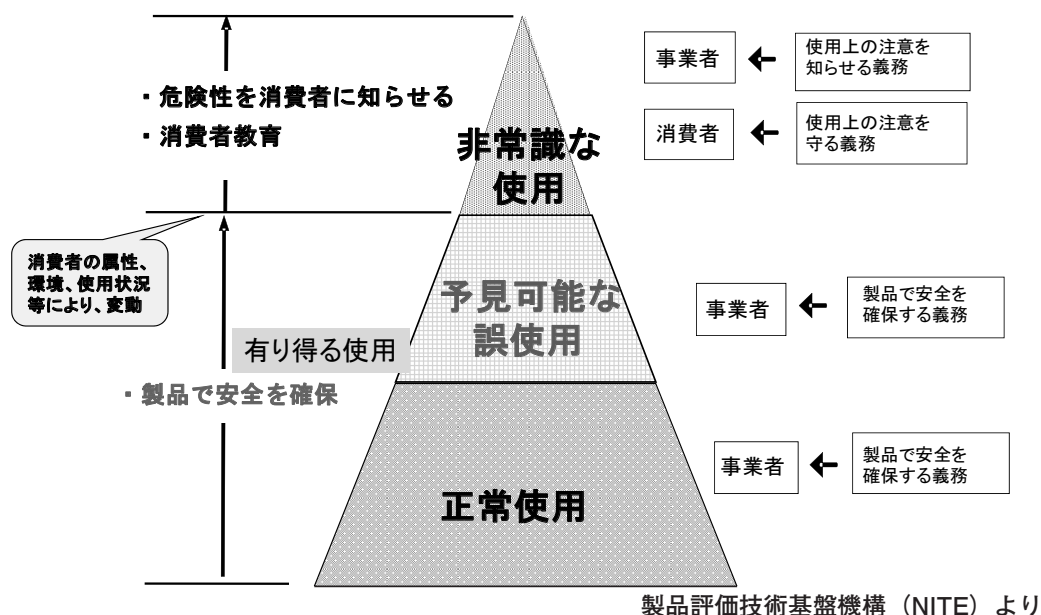 ・危険性を消費者に知らせる
・消費者教育
非常識な
使用
事業者
使用上の注意を
知らせる義務
消費者
使用上の注意を
守る義務
消費者の属性、
環境、使用状況
等により、変動
予見可能な
誤使用
有り得る使用
・製品で安全を確保
事業者
製品で安全を
確保する義務
正常使用
事業者
製品で安全を
確保する義務
製品評価技術基盤機構（NITE）より